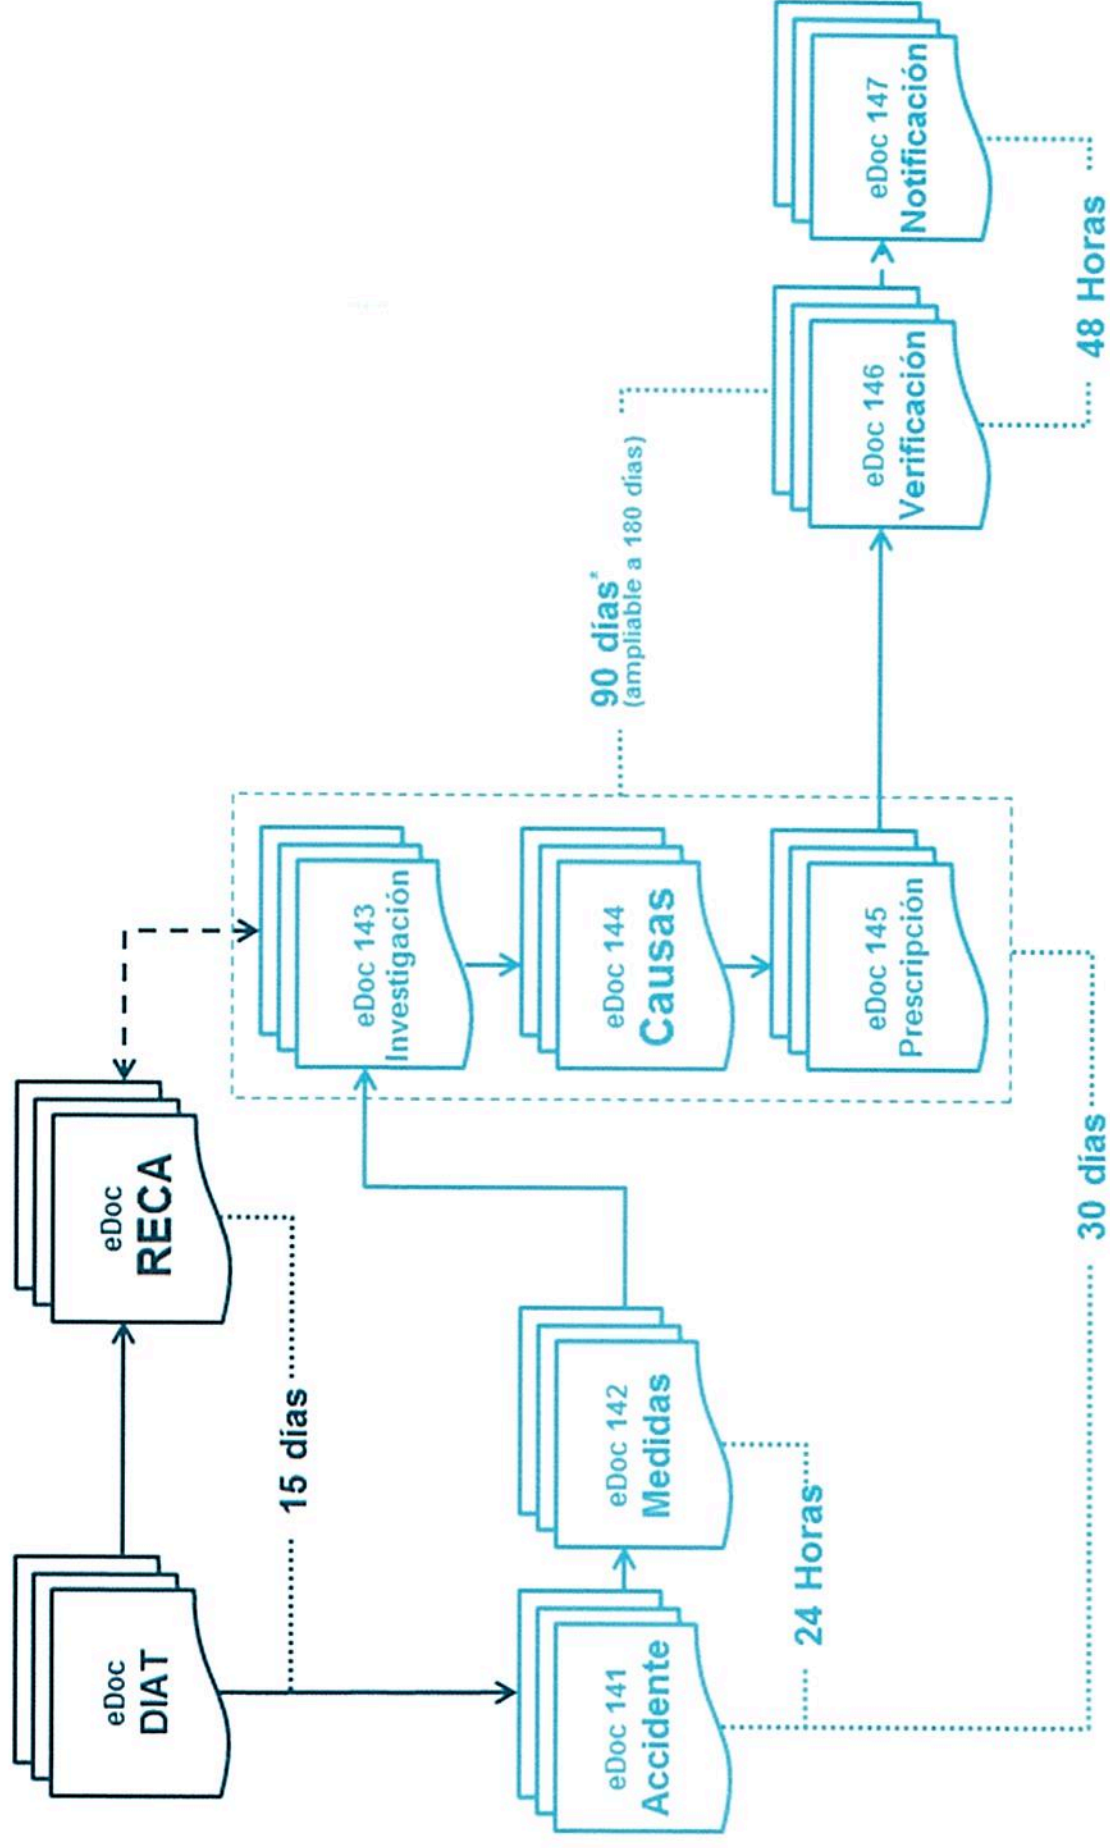 eDoc
DIAT
eDoc
RECA
15 días
eDoc 141
Accidente
eDoc 142
Medidas
24 Horas
eDoc 143
Investigación
eDoc 144
Causas
eDoc 145
Prescripción
30 días
90 días*
(ampliable a 180 días)
eDoc 146
Verificación
eDoc 147
Notificación
48 Horas